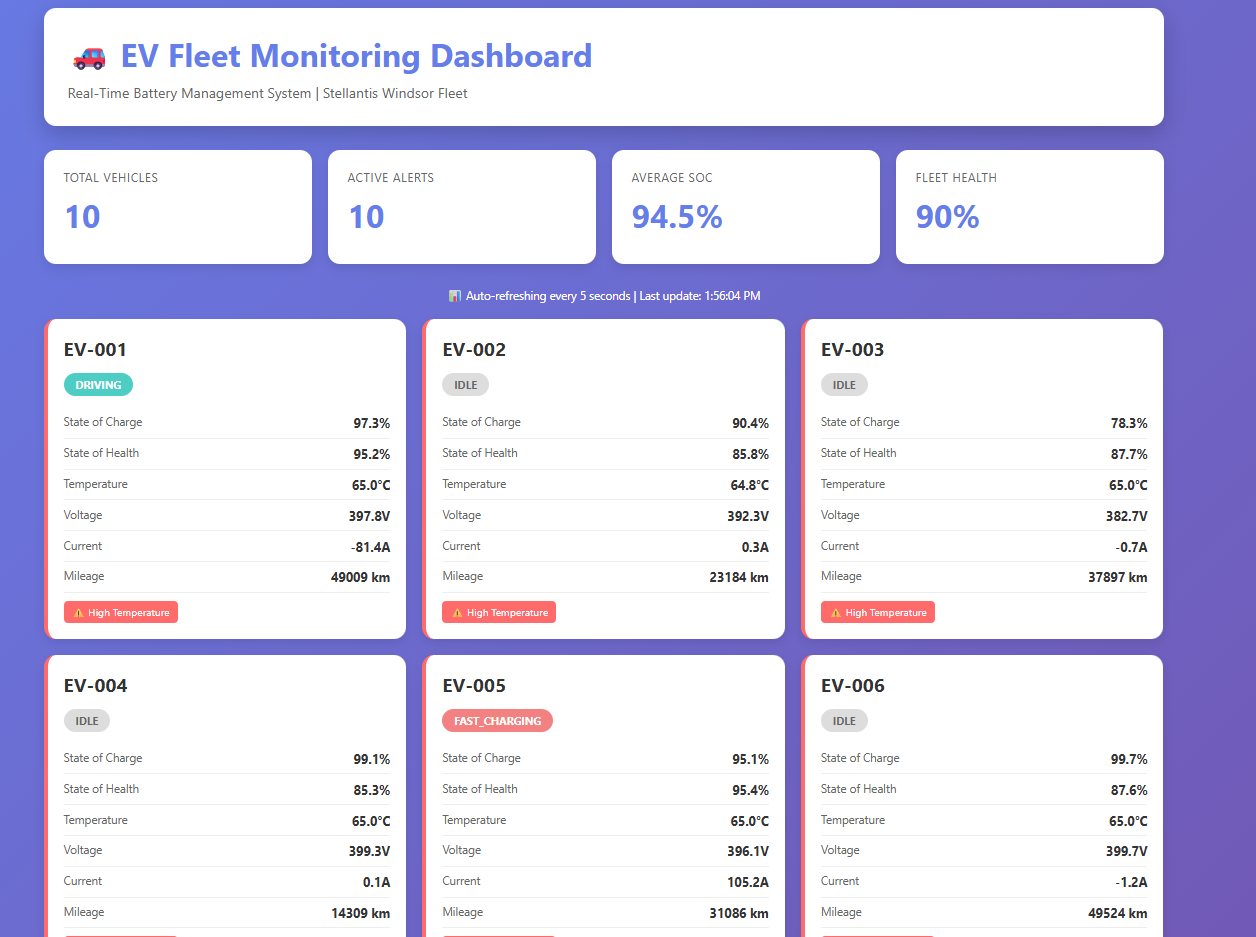 🚙 EV Fleet Monitoring Dashboard
Real-Time Battery Management System | Stellantis Windsor Fleet
TOTAL VEHICLES
10
ACTIVE ALERTS
10
AVERAGE SOC
94.5%
FLEET HEALTH
90%
📊 Auto-refreshing every 5 seconds | Last update: 1:56:04 PM
EV-001
DRIVING
State of Charge 97.3%
State of Health 95.2%
Temperature 65.0°C
Voltage 397.8V
Current -81.4A
Mileage 49009 km
⚠️ High Temperature
EV-002
IDLE
State of Charge 90.4%
State of Health 85.8%
Temperature 64.8°C
Voltage 392.3V
Current 0.3A
Mileage 23184 km
⚠️ High Temperature
EV-003
IDLE
State of Charge 78.3%
State of Health 87.7%
Temperature 65.0°C
Voltage 382.7V
Current -0.7A
Mileage 37897 km
⚠️ High Temperature
EV-004
IDLE
State of Charge 99.1%
State of Health 85.3%
Temperature 65.0°C
Voltage 399.3V
Current 0.1A
Mileage 14309 km
EV-005
FAST_CHARGING
State of Charge 95.1%
State of Health 95.4%
Temperature 65.0°C
Voltage 396.1V
Current 105.2A
Mileage 31086 km
EV-006
IDLE
State of Charge 99.7%
State of Health 87.6%
Temperature 65.0°C
Voltage 399.7V
Current -1.2A
Mileage 49524 km